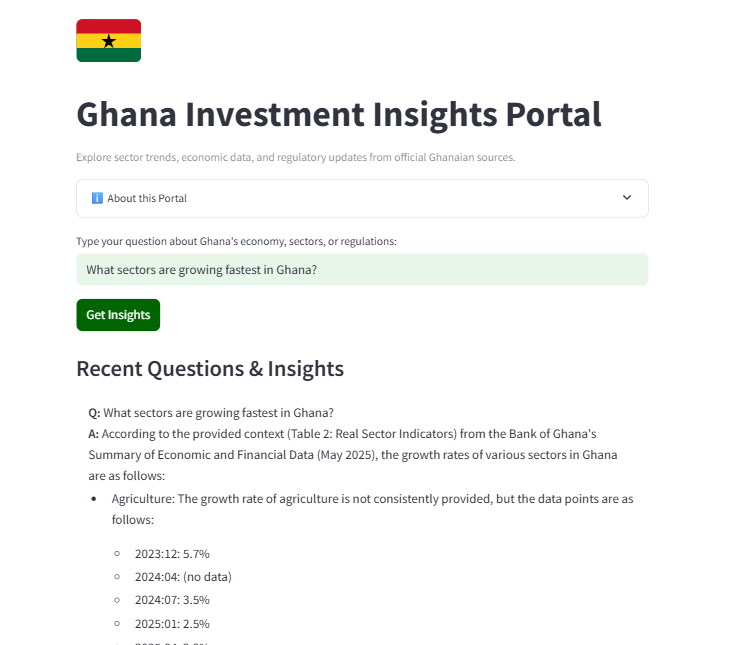 Ghana Investment Insights Portal
Explore sector trends, economic data, and regulatory updates from official Ghanaian sources.
About this Portal
Type your question about Ghana's economy, sectors, or regulations:
What sectors are growing fastest in Ghana?
Get Insights
Recent Questions & Insights
Q: What sectors are growing fastest in Ghana?
A: According to the provided context (Table 2: Real Sector Indicators) from the Bank of Ghana's
Summary of Economic and Financial Data (May 2025), the growth rates of various sectors in Ghana
are as follows:
Agriculture: The growth rate of agriculture is not consistently provided, but the data points are as
follows:
2023:12: 5.7%
2024:04: (no data)
2024:07: 3.5%
2025:01: 2.5%